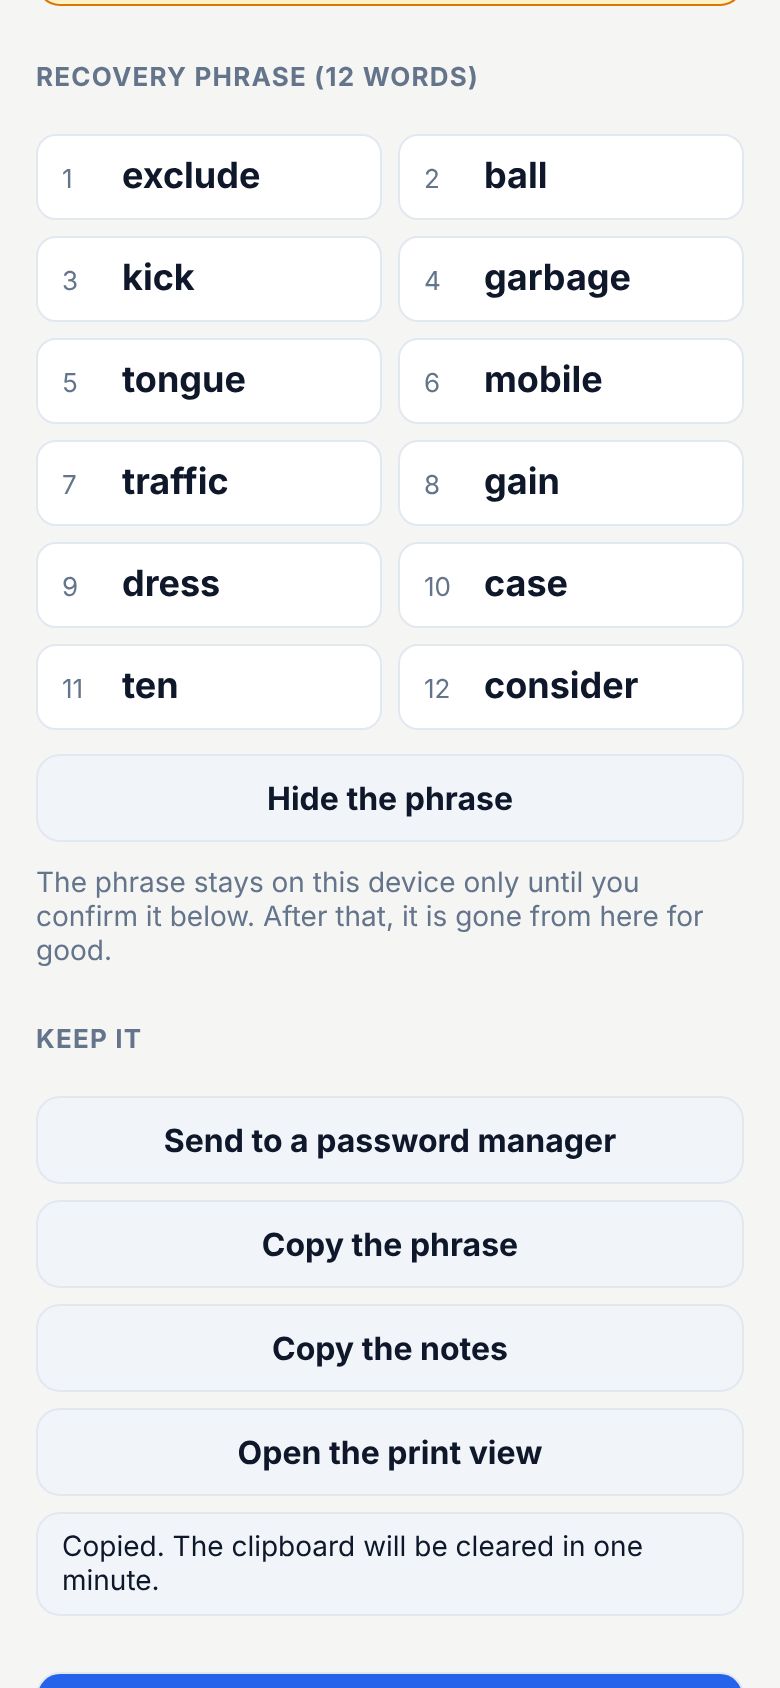 RECOVERY PHRASE (12 WORDS)
1 exclude
2 ball
3 kick
4 garbage
5 tongue
6 mobile
7 traffic
8 gain
9 dress
10 case
11 ten
12 consider
Hide the phrase
The phrase stays on this device only until you
confirm it below. After that, it is gone from here for
good.
KEEP IT
Send to a password manager
Copy the phrase
Copy the notes
Open the print view
Copied. The clipboard will be cleared in one
minute.